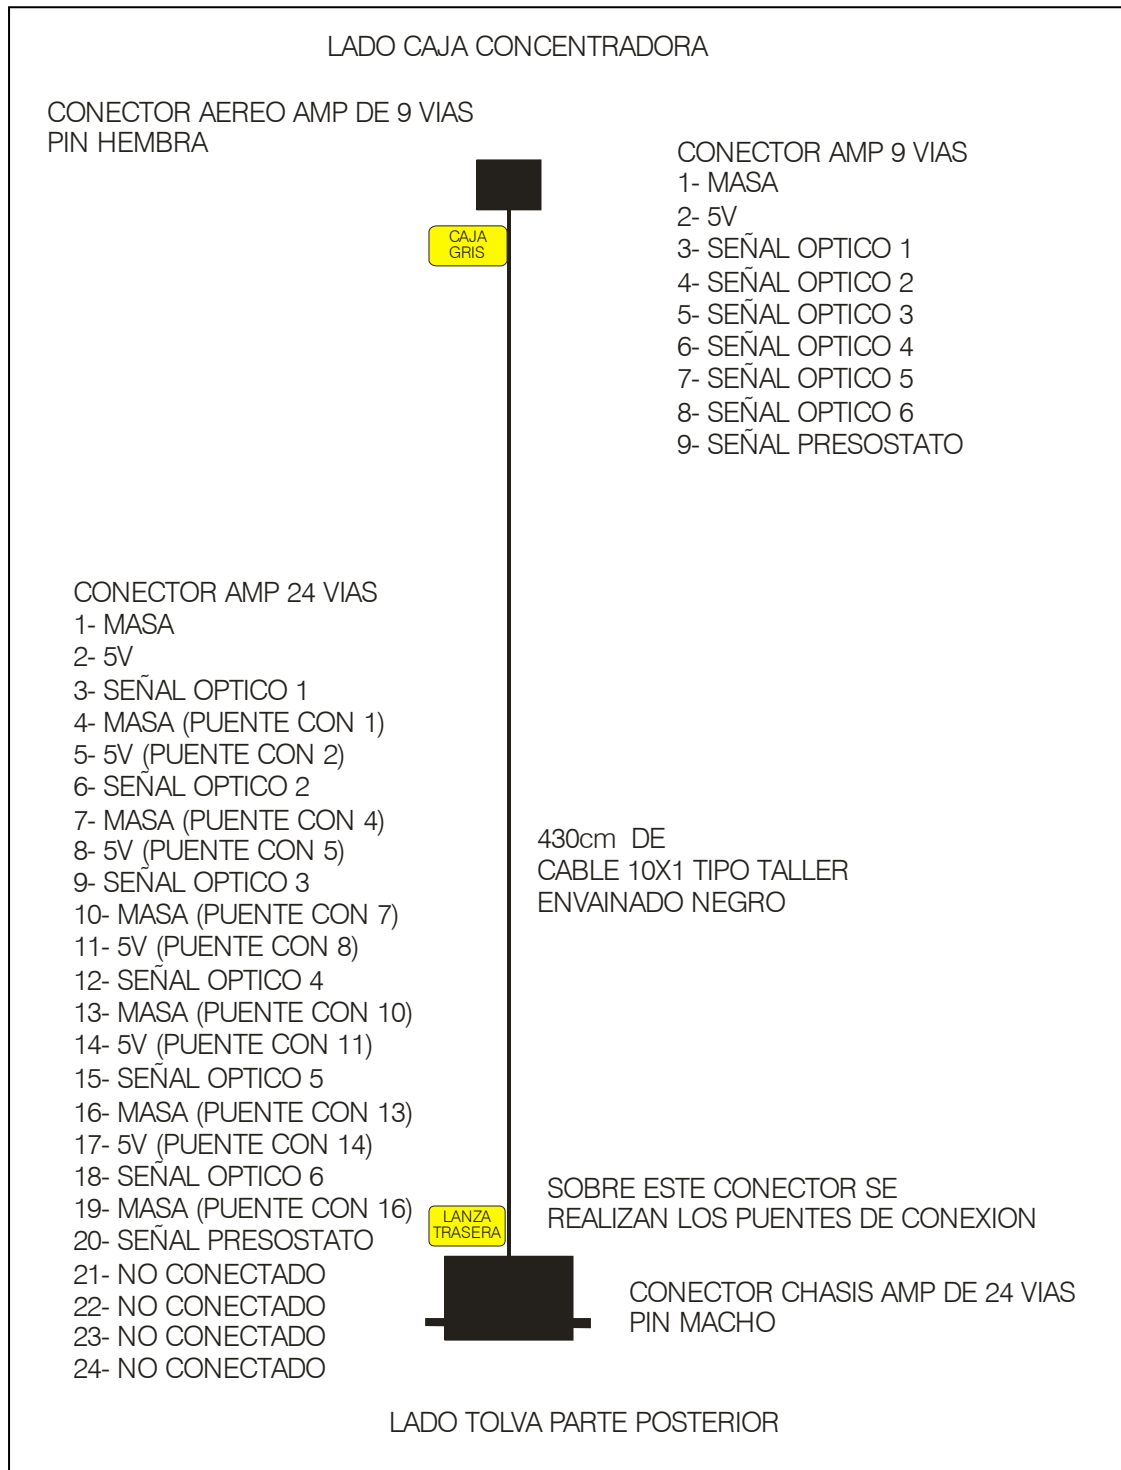 LADO CAJA CONCENTRADORA
CONECTOR AEREO AMP DE 9 VIAS
PIN HEMBRA
CONECTOR AMP 9 VIAS
1- MASA
2- 5V
3- SEÑAL OPTICO 1
4- SEÑAL OPTICO 2
5- SEÑAL OPTICO 3
6- SEÑAL OPTICO 4
7- SEÑAL OPTICO 5
8- SEÑAL OPTICO 6
9- SEÑAL PRESOSTATO
CAJA
GRIS
CONECTOR AMP 24 VIAS
1- MASA
2- 5V
3- SEÑAL OPTICO 1
4- MASA (PUENTE CON 1)
5- 5V (PUENTE CON 2)
6- SEÑAL OPTICO 2
7- MASA (PUENTE CON 4)
8- 5V (PUENTE CON 5)
9- SEÑAL OPTICO 3
10- MASA (PUENTE CON 7)
11- 5V (PUENTE CON 8)
12- SEÑAL OPTICO 4
13- MASA (PUENTE CON 10)
14- 5V (PUENTE CON 11)
15- SEÑAL OPTICO 5
16- MASA (PUENTE CON 13)
17- 5V (PUENTE CON 14)
18- SEÑAL OPTICO 6
19- MASA (PUENTE CON 16)
20- SEÑAL PRESOSTATO
21- NO CONECTADO
22- NO CONECTADO
23- NO CONECTADO
24- NO CONECTADO
430cm DE
CABLE 10X1 TIPO TALLER
ENVAINADO NEGRO
LANZA
TRASERA
SOBRE ESTE CONECTOR SE
REALIZAN LOS PUENTES DE CONEXION
CONECTOR CHASIS AMP DE 24 VIAS
PIN MACHO
LADO TOLVA PARTE POSTERIOR